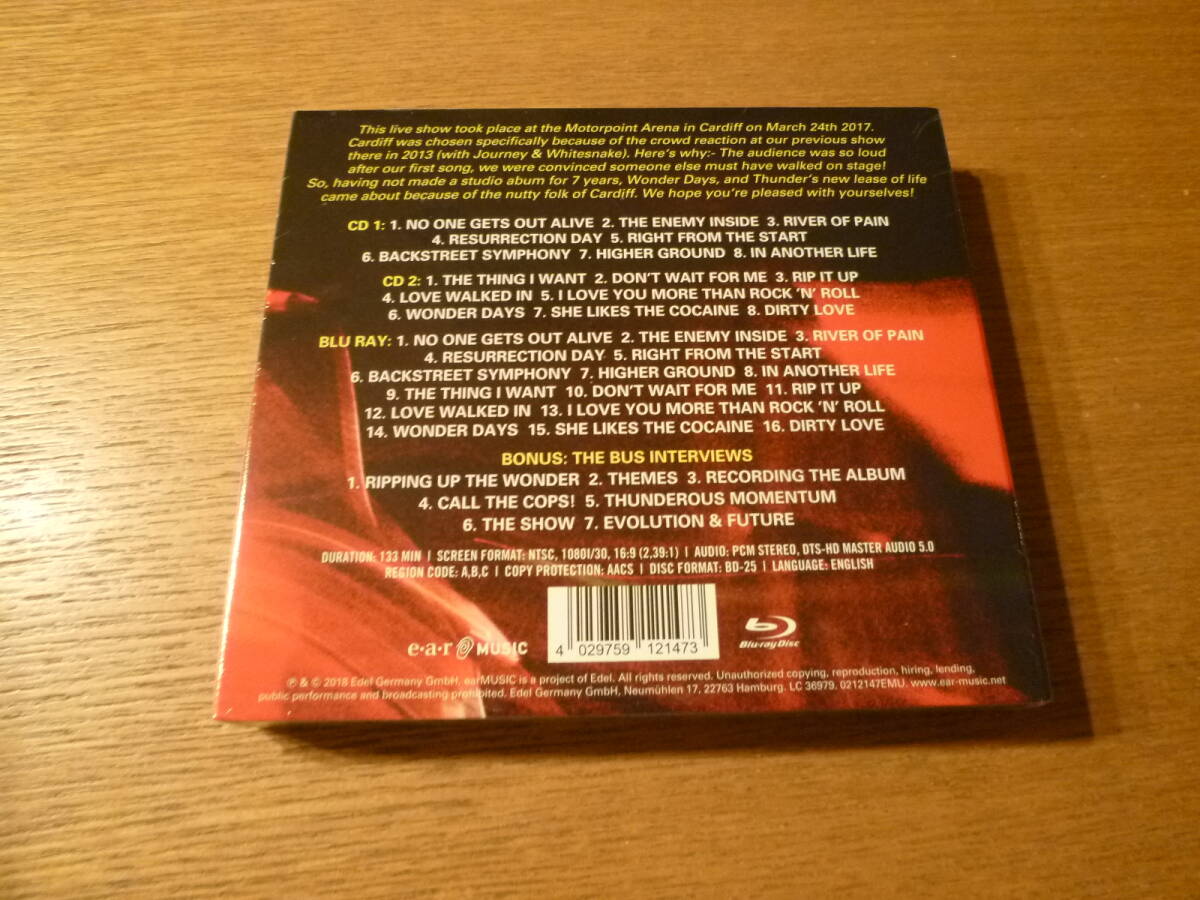 This live show took place at the Motorpoint Arena in Cardiff on March 24th 2017.
Cardiff was chosen specifically because of the crowd reaction at our previous show
there in 2013 (with Journey & Whitesnake). Here's why:- The audience was so loud
after our first song, we were convinced someone else must have walked on stage!
So, having not made a studio abum for 7 years, Wonder Days, and Thunder's new lease of life
came about because of the nutty folk of Cardiff. We hope you're pleased with yourselves!
CD 1: 1. NO ONE GETS OUT ALIVE 2. THE ENEMY INSIDE 3. RIVER OF PAIN
4. RESURRECTION DAY 5. RIGHT FROM THE START
6. BACKSTREET SYMPHONY 7. HIGHER GROUND 8. IN ANOTHER LIFE
CD 2: 1. THE THING I WANT 2. DON'T WAIT FOR ME 3. RIP IT UP
4. LOVE WALKED IN 5. I LOVE YOU MORE THAN ROCK 'N' ROLL
6. WONDER DAYS 7. SHE LIKES THE COCAINE 8. DIRTY LOVE
BLU RAY: 1. NO ONE GETS OUT ALIVE 2. THE ENEMY INSIDE 3. RIVER OF PAIN
4. RESURRECTION DAY 5. RIGHT FROM THE START
6. BACKSTREET SYMPHONY 7. HIGHER GROUND 8. IN ANOTHER LIFE
9. THE THING I WANT 10. DON'T WAIT FOR ME 11. RIP IT UP
12. LOVE WALKED IN 13. I LOVE YOU MORE THAN ROCK 'N' ROLL
14. WONDER DAYS 15. SHE LIKES THE COCAINE 16. DIRTY LOVE
BONUS: THE BUS INTERVIEWS
1. RIPPING UP THE WONDER 2. THEMES 3. RECORDING THE ALBUM
4. CALL THE COPS! 5. THUNDEROUS MOMENTUM
6. THE SHOW 7. EVOLUTION & FUTURE
DURATION: 133 MIN | SCREEN FORMAT: NTSC, 1080I/30, 16:9 (2,39:1) | AUDIO: PCM STEREO, DTS-HD MASTER AUDIO 5.0
REGION CODE: A,B,C | COPY PROTECTION: AACS | DISC FORMAT: BD-25 | LANGUAGE: ENGLISH
e·a·r MUSIC
4 029759 121473
Blu-ray Disc
℗ & © 2018 Edel Germany GmbH. earMUSIC is a project of Edel. All rights reserved. Unauthorized copying, reproduction, hiring, lending,
public performance and broadcasting prohibited. Edel Germany GmbH, Neumühlen 17, 22763 Hamburg. LC 36979. 0212147EMU. www.ear-music.net